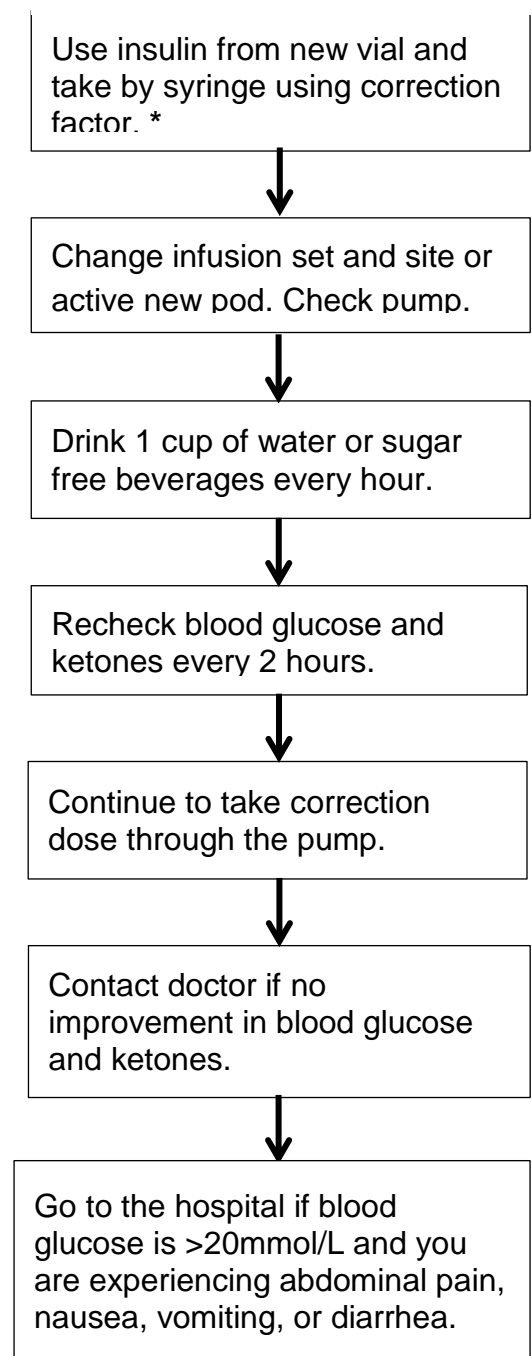 Use insulin from new vial and
take by syringe using correction
factor. *
Change infusion set and site or
active new pod. Check pump.
Drink 1 cup of water or sugar
free beverages every hour.
Recheck blood glucose and
ketones every 2 hours.
Continue to take correction
dose through the pump.
Contact doctor if no
improvement in blood glucose
and ketones.
Go to the hospital if blood
glucose is >20mmol/L and you
are experiencing abdominal pain,
nausea, vomiting, or diarrhea.